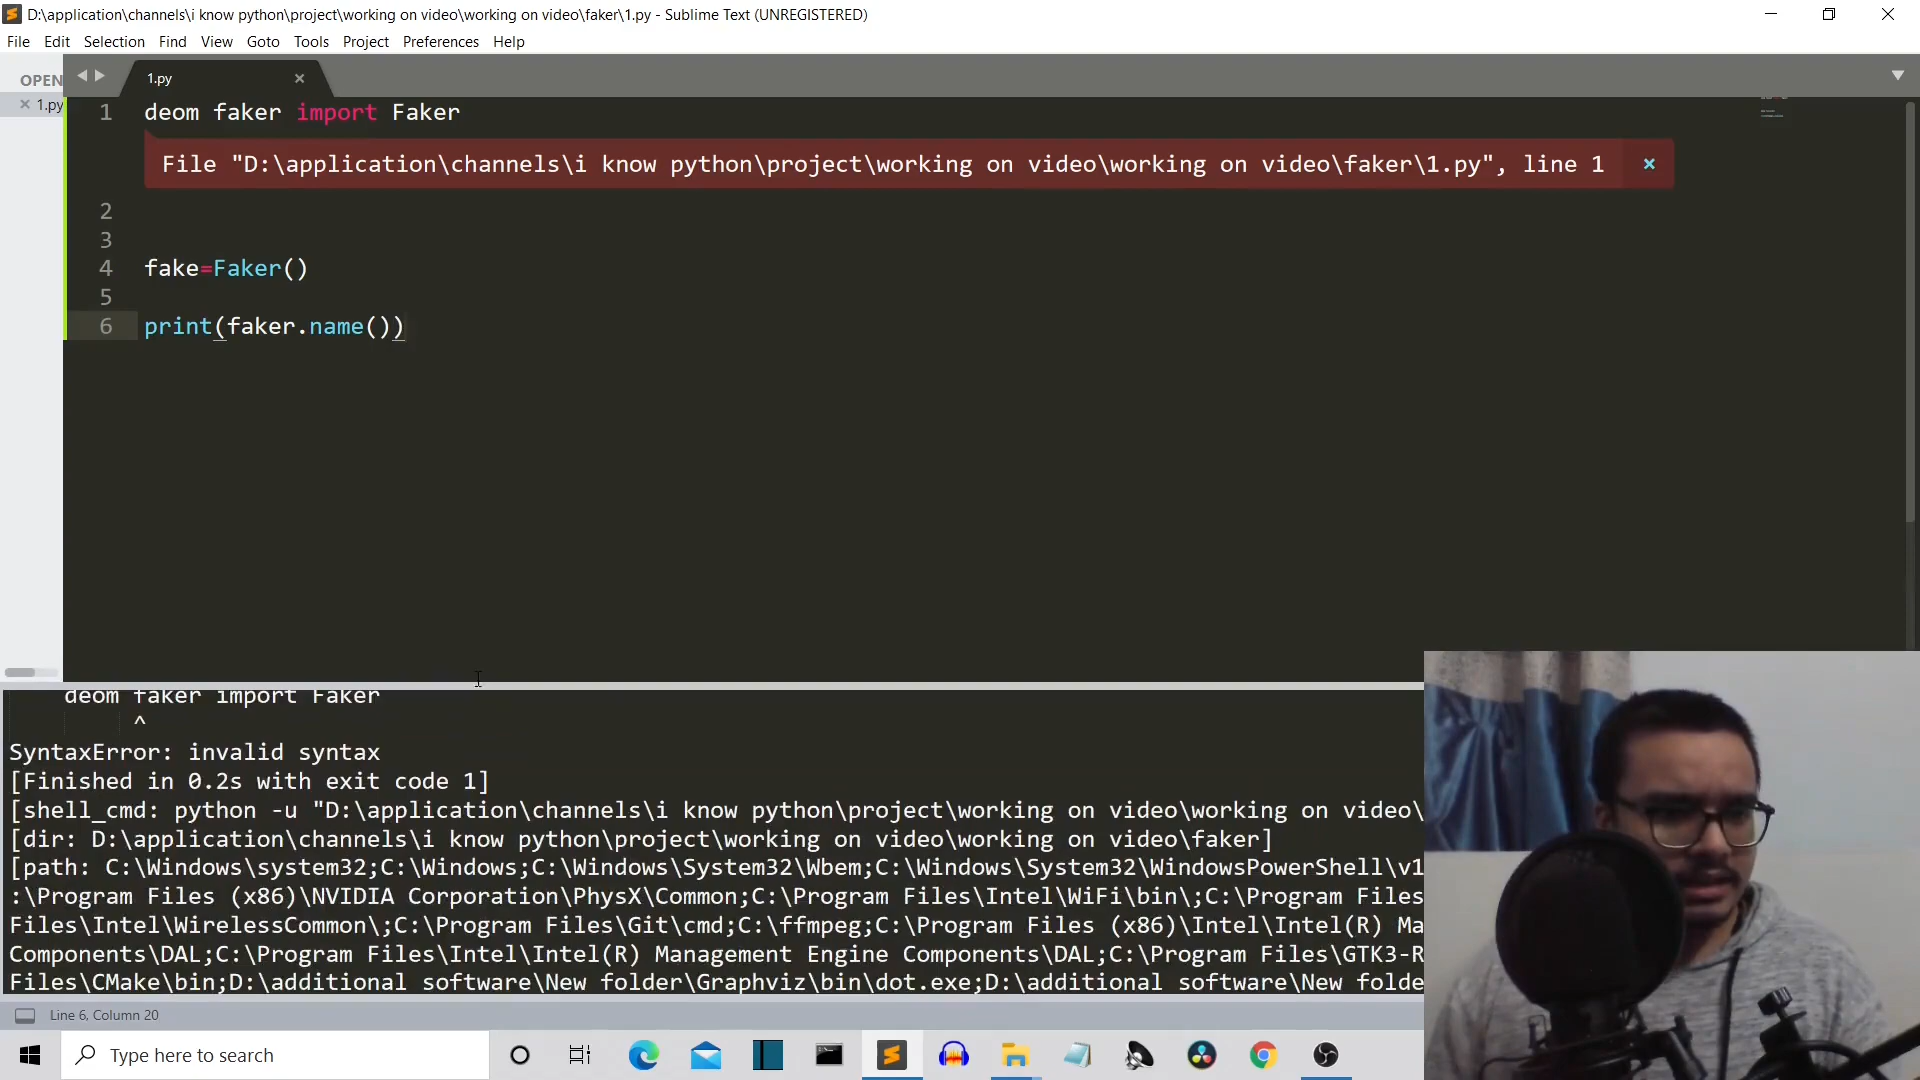 D:\application\channels\i know python\project\working on video\working on video\faker\1.py - Sublime Text (UNREGISTERED)
File Edit Selection Find View Goto Tools Project Preferences Help
OPEN
1.py
1.py
1 deom faker import Faker
File "D:\application\channels\i know python\project\working on video\working on video\faker\1.py", line 1 ×
2
3
4 fake=Faker()
5
6 print(faker.name())
deom faker import Faker
^
SyntaxError: invalid syntax
[Finished in 0.2s with exit code 1]
[shell_cmd: python -u "D:\application\channels\i know python\project\working on video\working on video\
[dir: D:\application\channels\i know python\project\working on video\working on video\faker]
[path: C:\Windows\system32;C:\Windows;C:\Windows\System32\Wbem;C:\Windows\System32\WindowsPowerShell\v1
:\Program Files (x86)\NVIDIA Corporation\PhysX\Common;C:\Program Files\Intel\WiFi\bin\;C:\Program Files
Files\Intel\WirelessCommon\;C:\Program Files\Git\cmd;C:\ffmpeg;C:\Program Files (x86)\Intel\Intel(R) Ma
Components\DAL;C:\Program Files\Intel\Intel(R) Management Engine Components\DAL;C:\Program Files\GTK3-R
Files\CMake\bin;D:\additional software\New folder\Graphviz\bin\dot.exe;D:\additional software\New folde
Line 6, Column 20
Type here to search